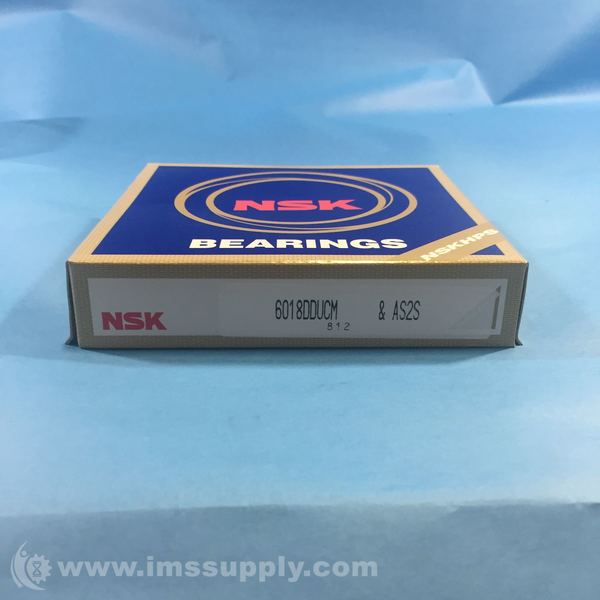 NSK
BEARINGS
NSKHPS
NSK
6018DDUCM & AS2S
812
www.imssupply.com